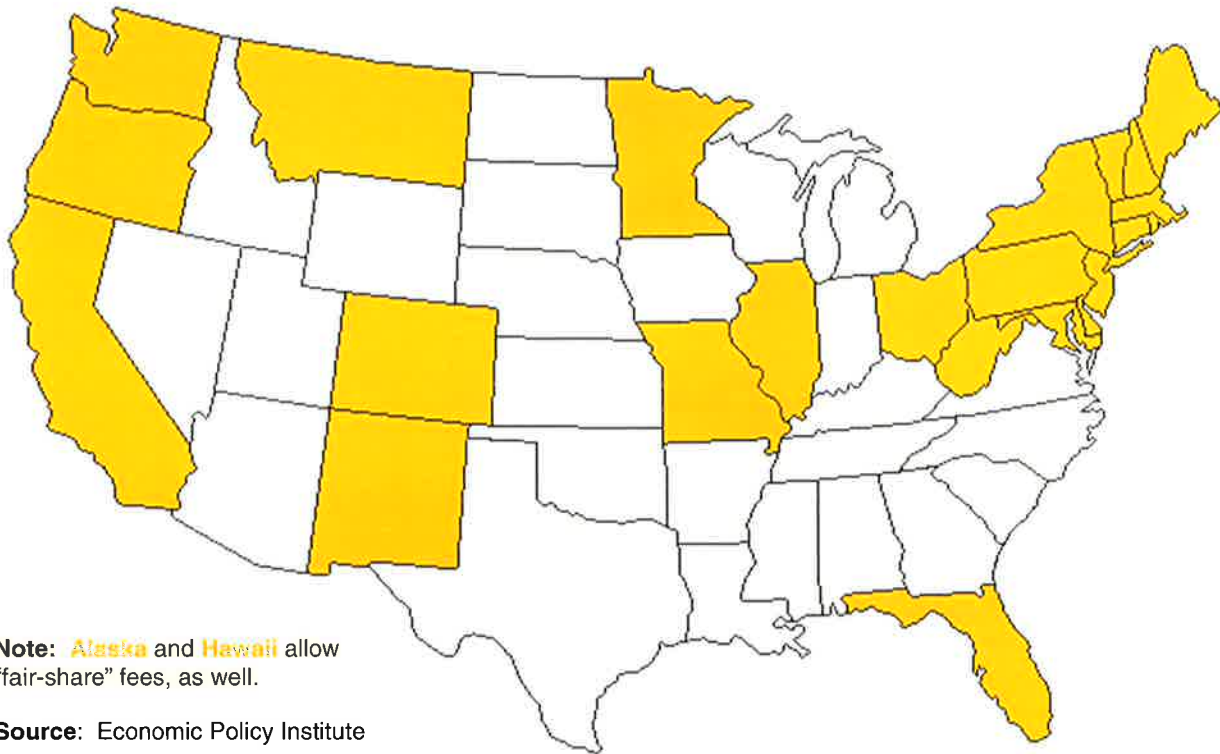 Note: Alaska and Hawaii allow
"fair-share" fees, as well.
Source: Economic Policy Institute